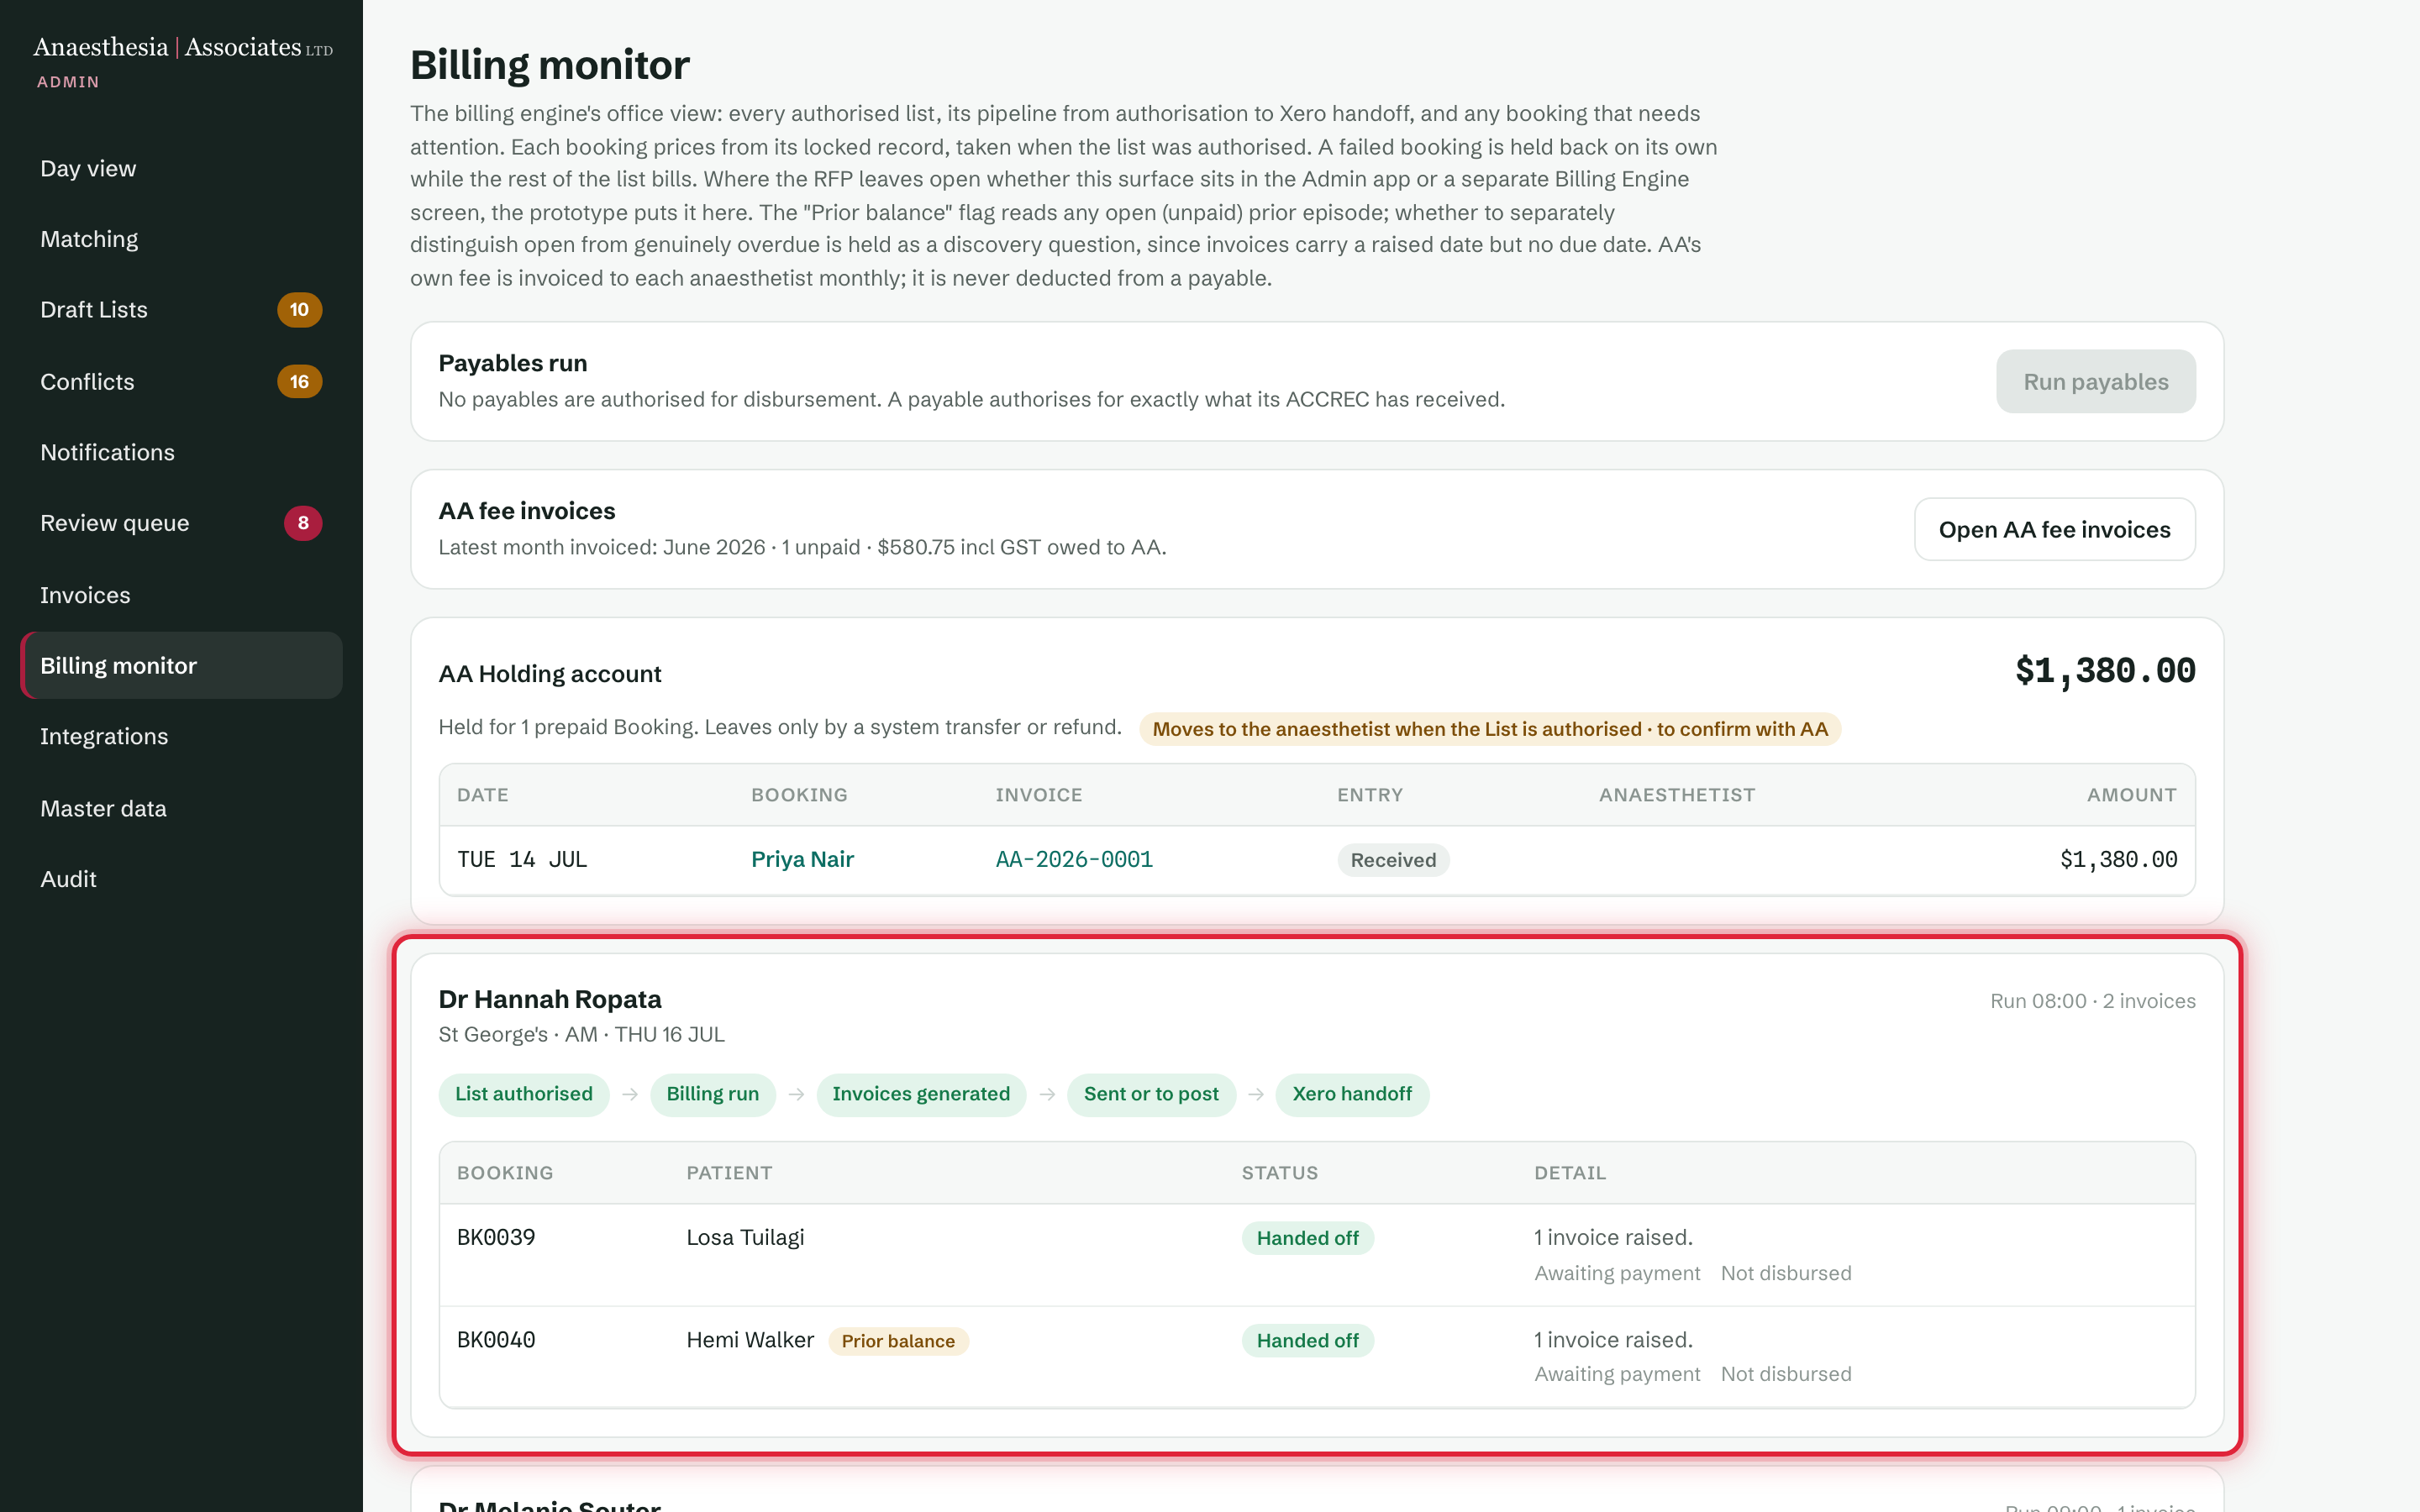 Anaesthesia | Associates LTD
ADMIN
Day view
Matching
Draft Lists 10
Conflicts 16
Notifications
Review queue 8
Invoices
Billing monitor
Integrations
Master data
Audit
Billing monitor
The billing engine's office view: every authorised list, its pipeline from authorisation to Xero handoff, and any booking that needs
attention. Each booking prices from its locked record, taken when the list was authorised. A failed booking is held back on its own
while the rest of the list bills. Where the RFP leaves open whether this surface sits in the Admin app or a separate Billing Engine
screen, the prototype puts it here. The "Prior balance" flag reads any open (unpaid) prior episode; whether to separately
distinguish open from genuinely overdue is held as a discovery question, since invoices carry a raised date but no due date. AA's
own fee is invoiced to each anaesthetist monthly; it is never deducted from a payable.
Payables run
No payables are authorised for disbursement. A payable authorises for exactly what its ACCREC has received.
Run payables
AA fee invoices
Latest month invoiced: June 2026 · 1 unpaid · $580.75 incl GST owed to AA.
Open AA fee invoices
AA Holding account
$1,380.00
Held for 1 prepaid Booking. Leaves only by a system transfer or refund. Moves to the anaesthetist when the List is authorised · to confirm with AA
DATE BOOKING INVOICE ENTRY ANAESTHETIST AMOUNT
TUE 14 JUL Priya Nair AA-2026-0001 Received $1,380.00
Dr Hannah Ropata
Run 08:00 · 2 invoices
St George's · AM · THU 16 JUL
List authorised → Billing run → Invoices generated → Sent or to post → Xero handoff
BOOKING PATIENT STATUS DETAIL
BK0039 Losa Tuilagi Handed off 1 invoice raised.
Awaiting payment Not disbursed
BK0040 Hemi Walker Prior balance Handed off 1 invoice raised.
Awaiting payment Not disbursed
Dr Melanie Souter
Run 09:00 · 1 invoice